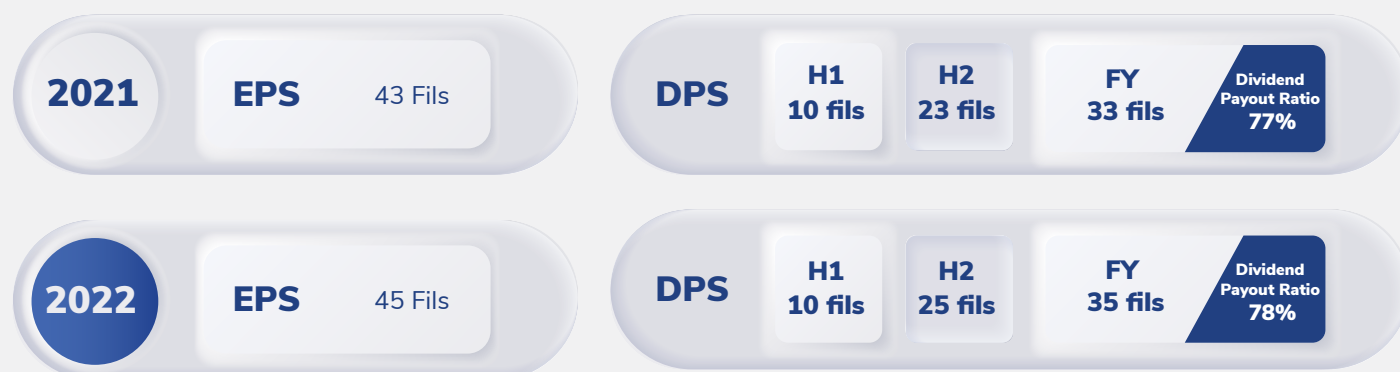 2021
EPS
43 Fils
DPS
H1
10 fils
H2
23 fils
FY
33 fils
Dividend
Payout Ratio
77%
2022
EPS
45 Fils
DPS
H1
10 fils
H2
25 fils
FY
35 fils
Dividend
Payout Ratio
78%